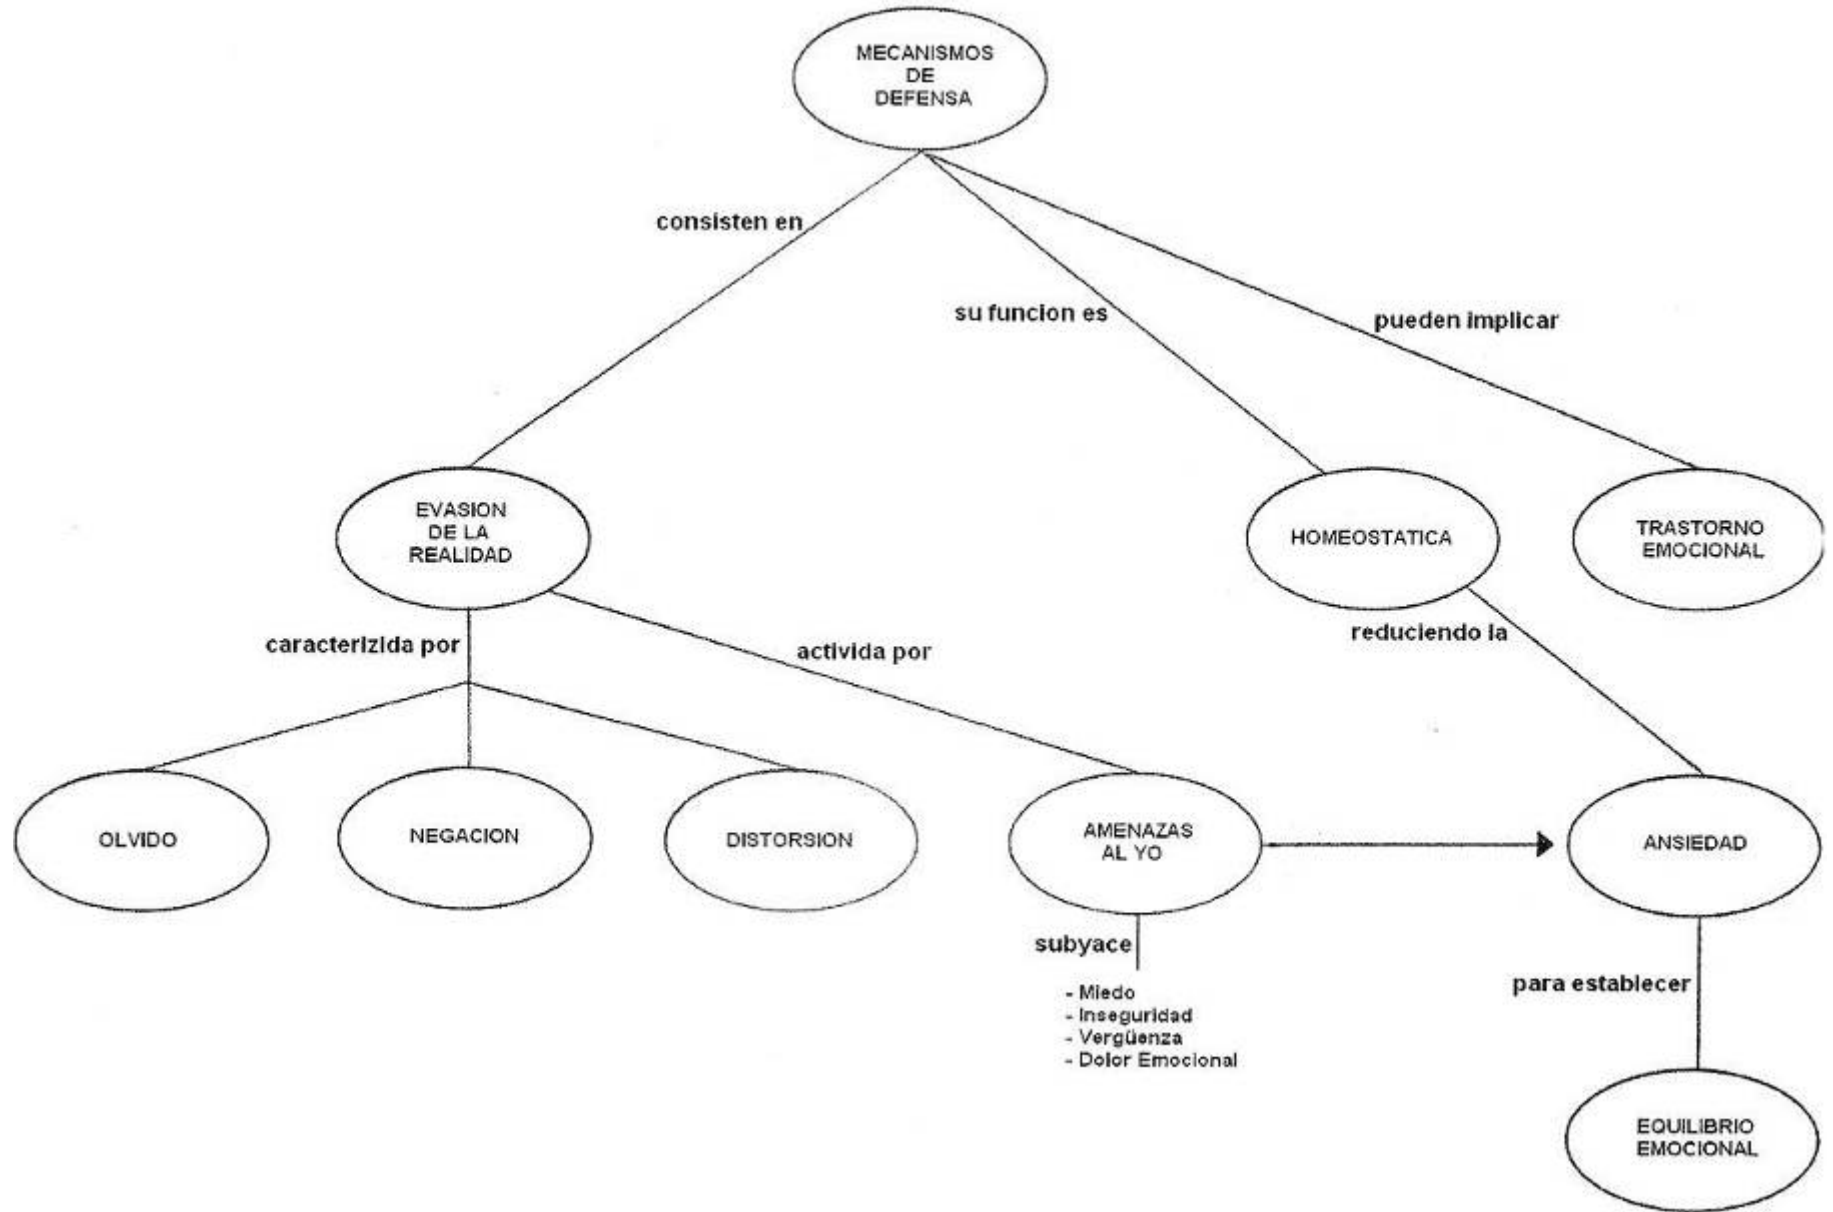 MECANISMOS
DE
DEFENSA
consisten en
su funcion es
pueden implicar
EVASION
DE LA
REALIDAD
HOMEOSTATICA
TRASTORNO
EMOCIONAL
caracterizida por
activida por
reduciendo la
OLVIDO
NEGACION
DISTORSION
AMENAZAS
AL YO
ANSIEDAD
subyace
- Miedo
- Inseguridad
- Vergüenza
- Dolor Emocional
para establecer
EQUILIBRIO
EMOCIONAL